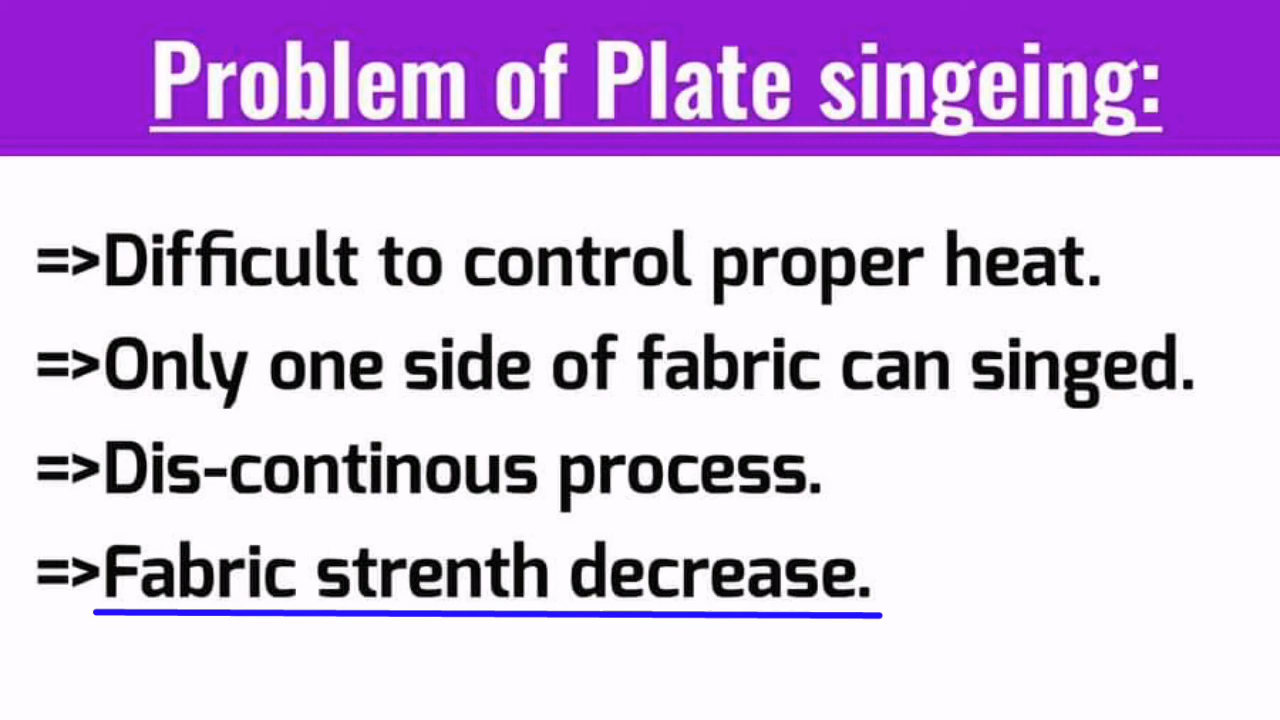 Problem of Plate singeing:
=>Difficult to control proper heat.
=>Only one side of fabric can singed.
=>Dis-continous process.
=>Fabric strenth decrease.